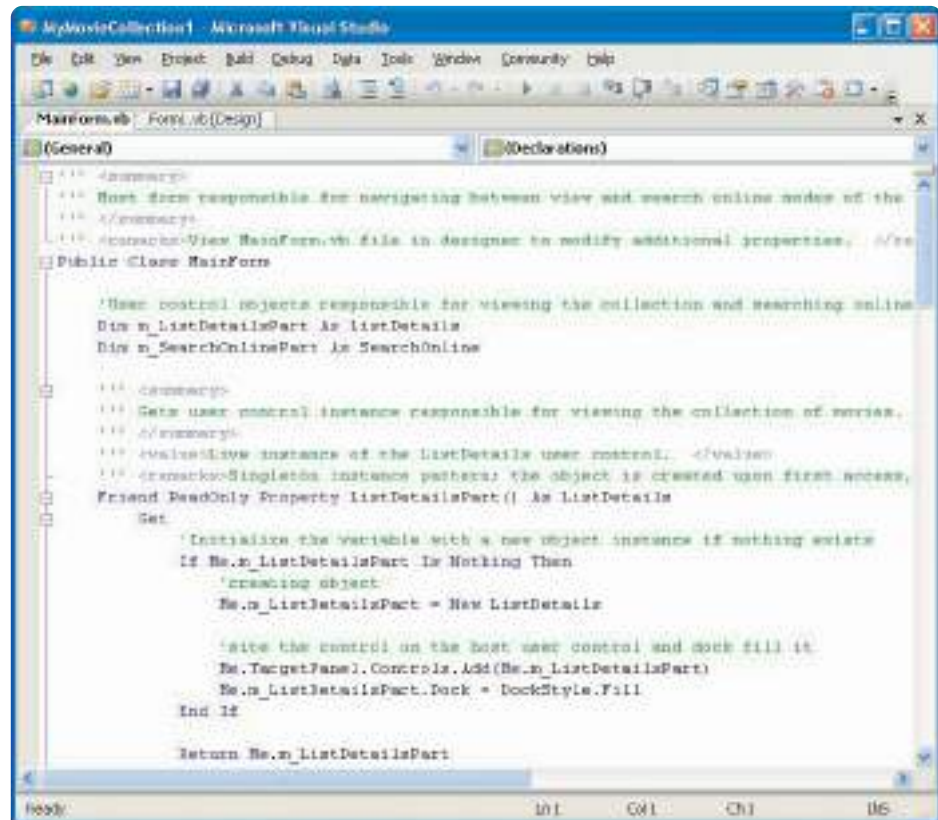 MyMovieCollection1 - Microsoft Visual Studio
File Edit View Project Build Debug Data Tools Window Community Help
MainForm.vb Form1.vb [Design]
(General) (Declarations)
''' <summary>
''' Host form responsible for navigating between view and search online modes of the
''' </summary>
''' <remarks>View MainForm.vb file in designer to modify additional properties. </re
Public Class MainForm
'User control objects responsible for viewing the collection and searching online
Dim m_ListDetailsPart As ListDetails
Dim m_SearchOnlinePart As SearchOnline
''' <summary>
''' Gets user control instance responsible for viewing the collection of movies.
''' </summary>
''' <value>Live instance of the ListDetails user control. </value>
''' <remarks>Singleton instance pattern; the object is created upon first access,
Friend ReadOnly Property ListDetailsPart() As ListDetails
Get
'Initialize the variable with a new object instance if nothing exists
If Me.m_ListDetailsPart Is Nothing Then
'creating object
Me.m_ListDetailsPart = New ListDetails
'site the control on the host user control and dock fill it
Me.TargetPanel.Controls.Add(Me.m_ListDetailsPart)
Me.m_ListDetailsPart.Dock = DockStyle.Fill
End If
Return Me.m_ListDetailsPart
Ready Ln 1 Col 1 Ch 1 INS